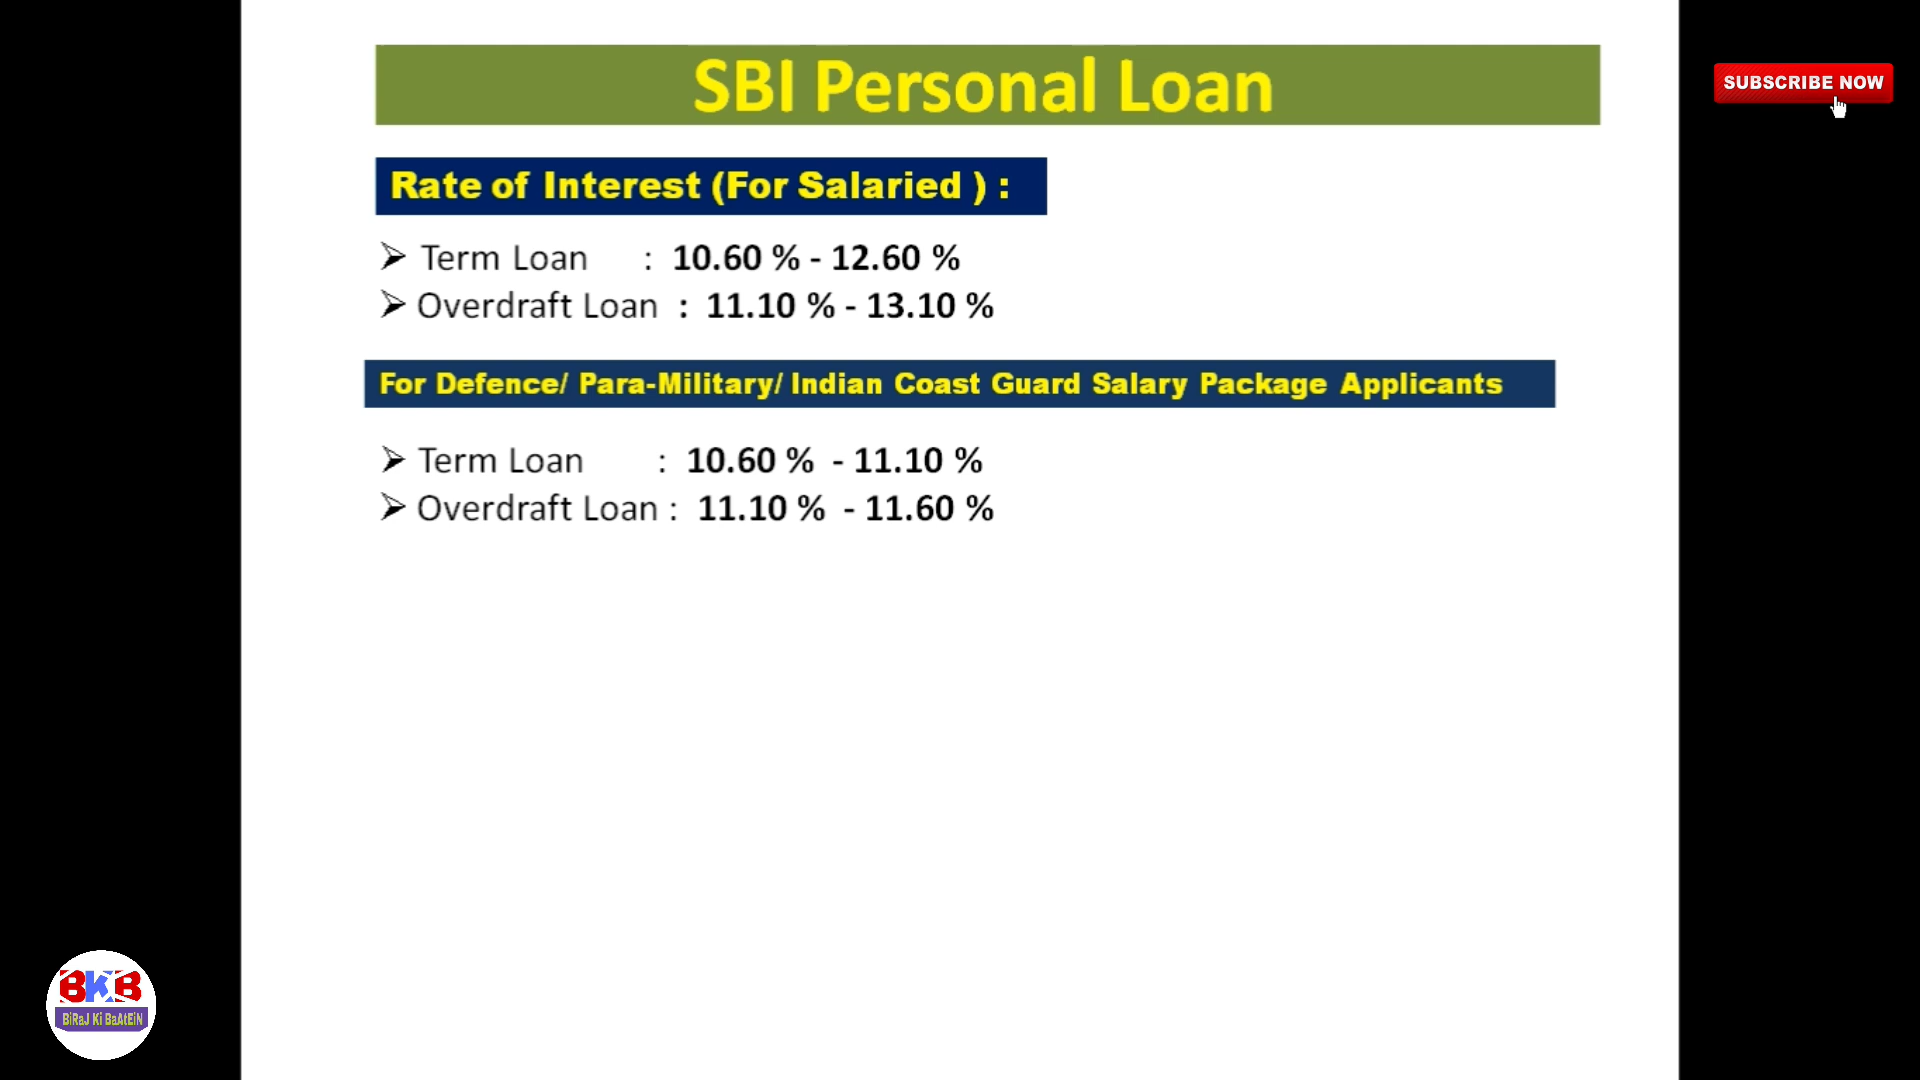 SBI Personal Loan
SUBSCRIBE NOW
Rate of Interest (For Salaried ) :
➢ Term Loan : 10.60 % - 12.60 %
➢ Overdraft Loan : 11.10 % - 13.10 %
For Defence/ Para-Military/ Indian Coast Guard Salary Package Applicants
➢ Term Loan : 10.60 % - 11.10 %
➢ Overdraft Loan : 11.10 % - 11.60 %
BKB
BiRaJ Ki BaAtEiN